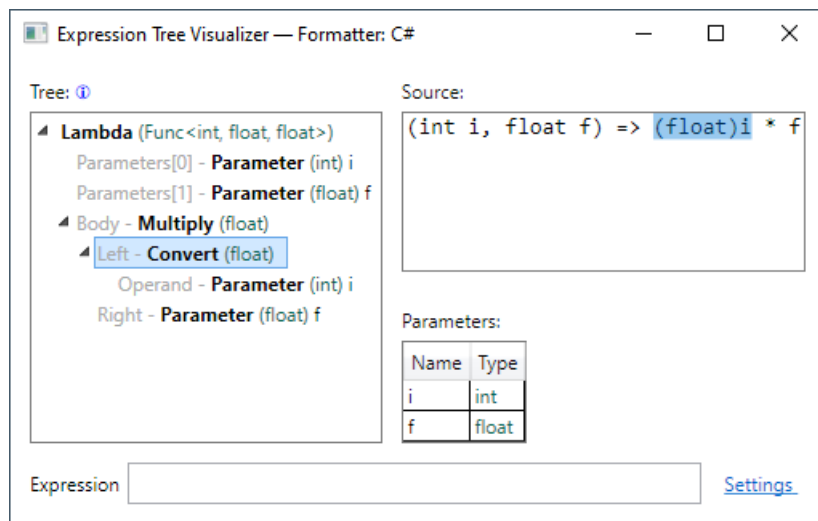 Expression Tree Visualizer — Formatter: C#
Tree:
Lambda (Func<int, float, float>)
Parameters[0] - Parameter (int) i
Parameters[1] - Parameter (float) f
Body - Multiply (float)
Left - Convert (float)
Operand - Parameter (int) i
Right - Parameter (float) f
Source:
(int i, float f) => (float)i * f
Parameters:
Name Type
i int
f float
Expression
Settings